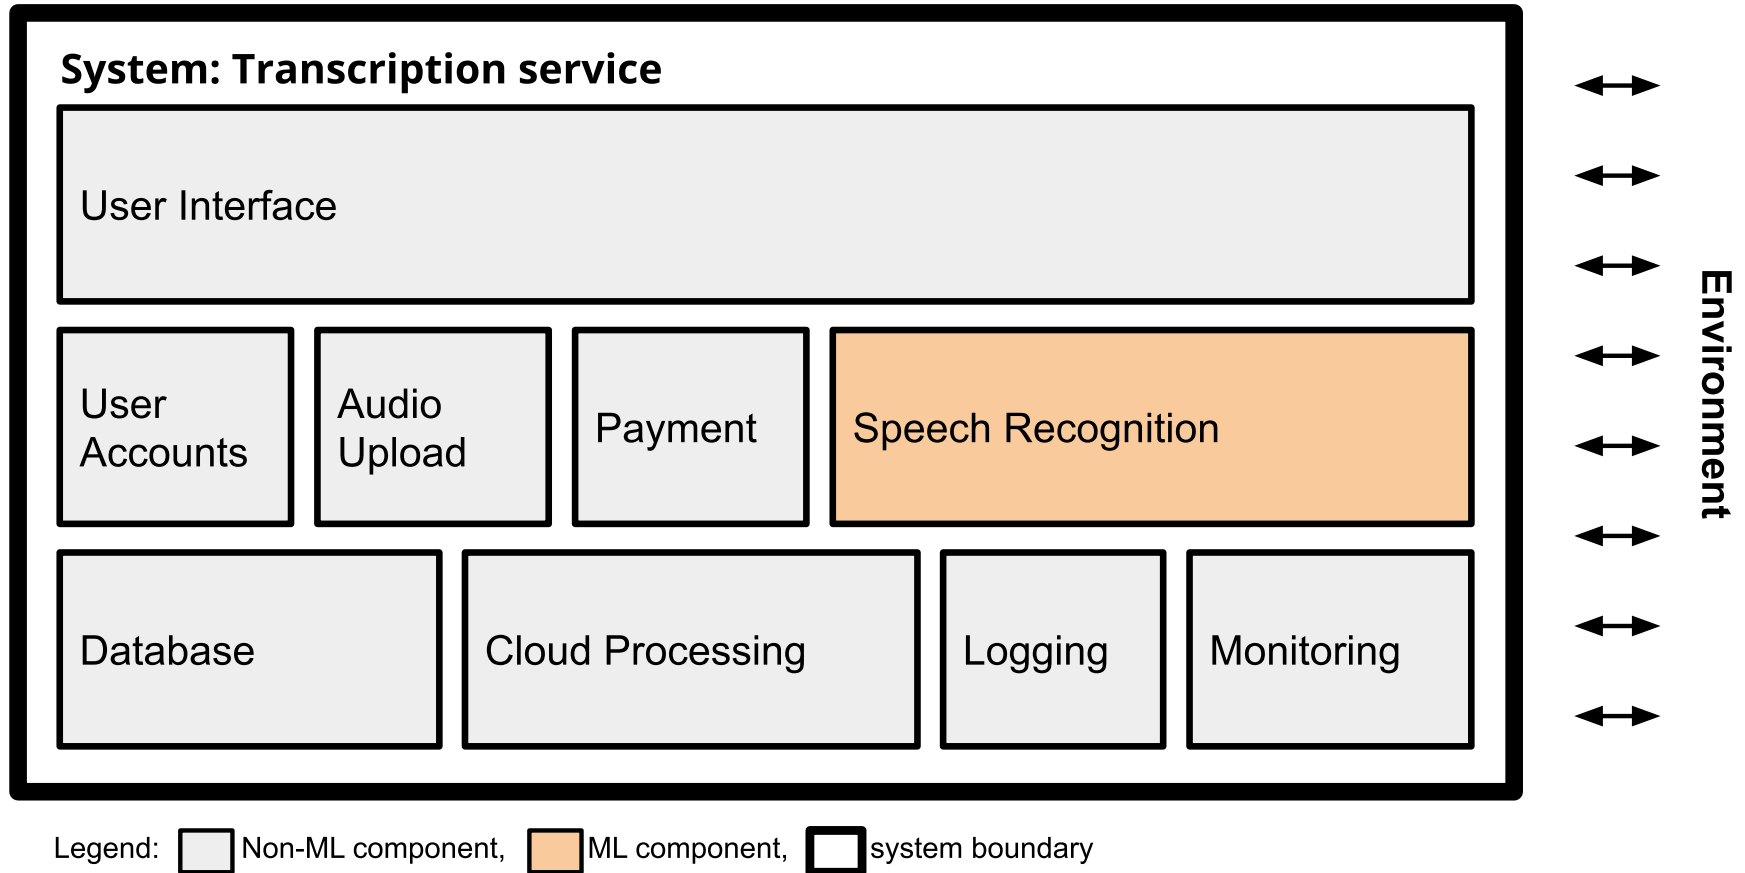 System: Transcription service
User Interface
User
Accounts
Audio
Upload
Payment
Speech Recognition
Database
Cloud Processing
Logging
Monitoring
Environment
Legend: Non-ML component, ML component, system boundary